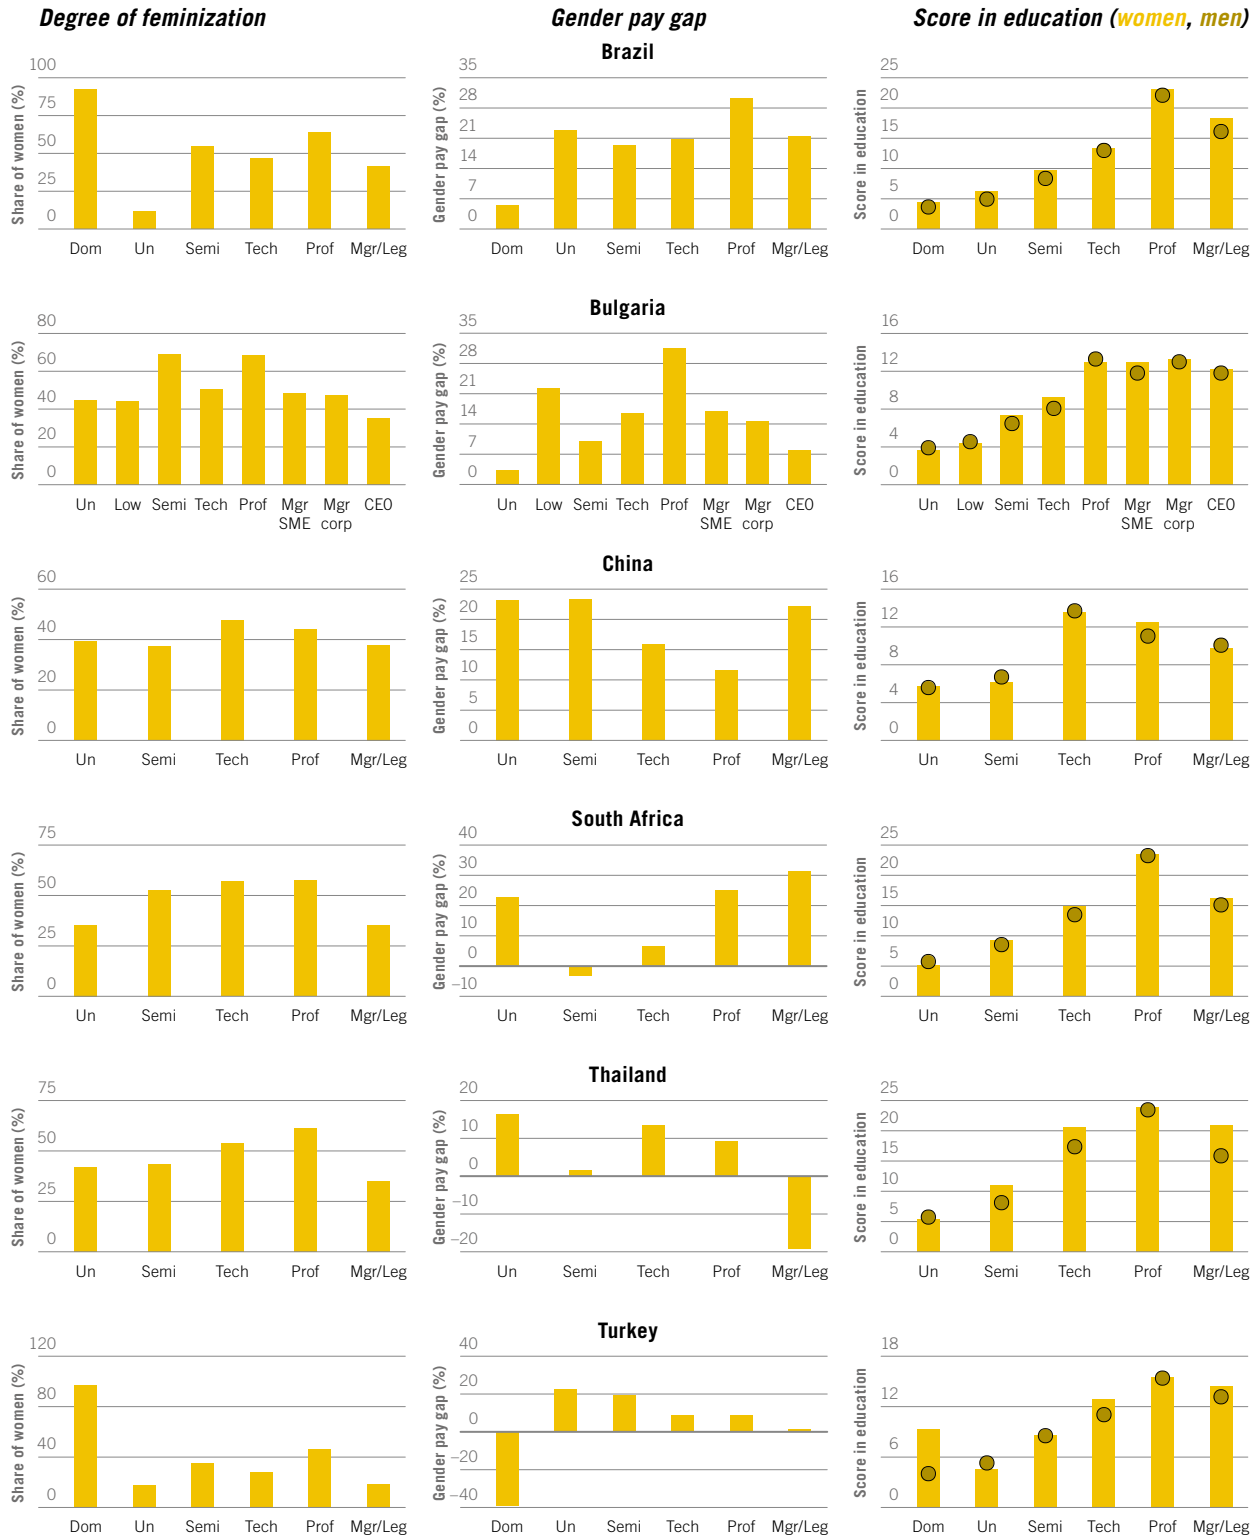 Degree of feminization
Gender pay gap
Score in education (women, men)
Brazil
Share of women (%)
100
75
50
25
0
Dom Un Semi Tech Prof Mgr/Leg
Gender pay gap (%)
35
28
21
14
7
0
Dom Un Semi Tech Prof Mgr/Leg
Score in education
25
20
15
10
5
0
Dom Un Semi Tech Prof Mgr/Leg
Bulgaria
Share of women (%)
80
60
40
20
0
Un Low Semi Tech Prof Mgr SME Mgr corp CEO
Gender pay gap (%)
35
28
21
14
7
0
Un Low Semi Tech Prof Mgr SME Mgr corp CEO
Score in education
16
12
8
4
0
Un Low Semi Tech Prof Mgr SME Mgr corp CEO
China
Share of women (%)
60
40
20
0
Un Semi Tech Prof Mgr/Leg
Gender pay gap (%)
25
20
15
10
5
0
Un Semi Tech Prof Mgr/Leg
Score in education
16
12
8
4
0
Un Semi Tech Prof Mgr/Leg
South Africa
Share of women (%)
75
50
25
0
Un Semi Tech Prof Mgr/Leg
Gender pay gap (%)
40
30
20
10
0
–10
Un Semi Tech Prof Mgr/Leg
Score in education
25
20
15
10
5
0
Un Semi Tech Prof Mgr/Leg
Thailand
Share of women (%)
75
50
25
0
Un Semi Tech Prof Mgr/Leg
Gender pay gap (%)
20
10
0
–10
–20
Un Semi Tech Prof Mgr/Leg
Score in education
25
20
15
10
5
0
Un Semi Tech Prof Mgr/Leg
Turkey
Share of women (%)
120
80
40
0
Dom Un Semi Tech Prof Mgr/Leg
Gender pay gap (%)
40
20
0
–20
–40
Dom Un Semi Tech Prof Mgr/Leg
Score in education
18
12
6
0
Dom Un Semi Tech Prof Mgr/Leg